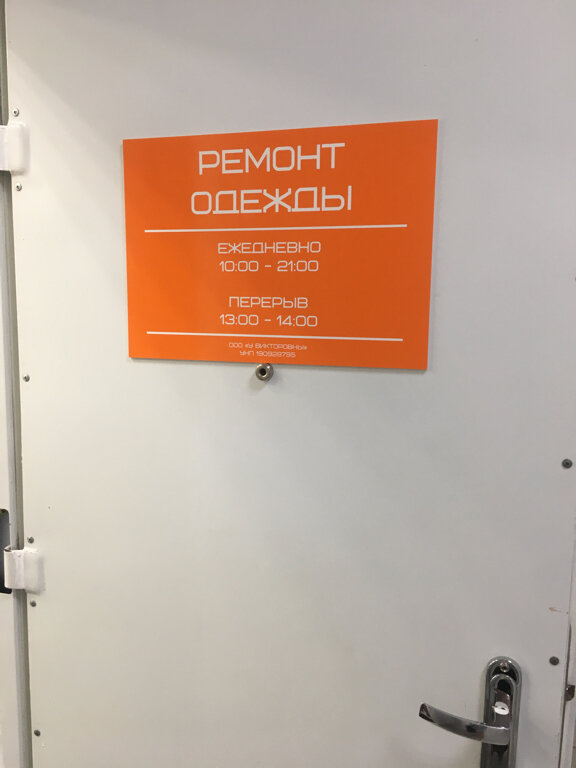 РЕМОНТ
ОДЕЖДЫ
ЕЖЕДНЕВНО
10:00 - 21:00
ПЕРЕРЫВ
13:00 - 14:00
ООО «У ВИКТОРОВНЫ»
УНП 190928795